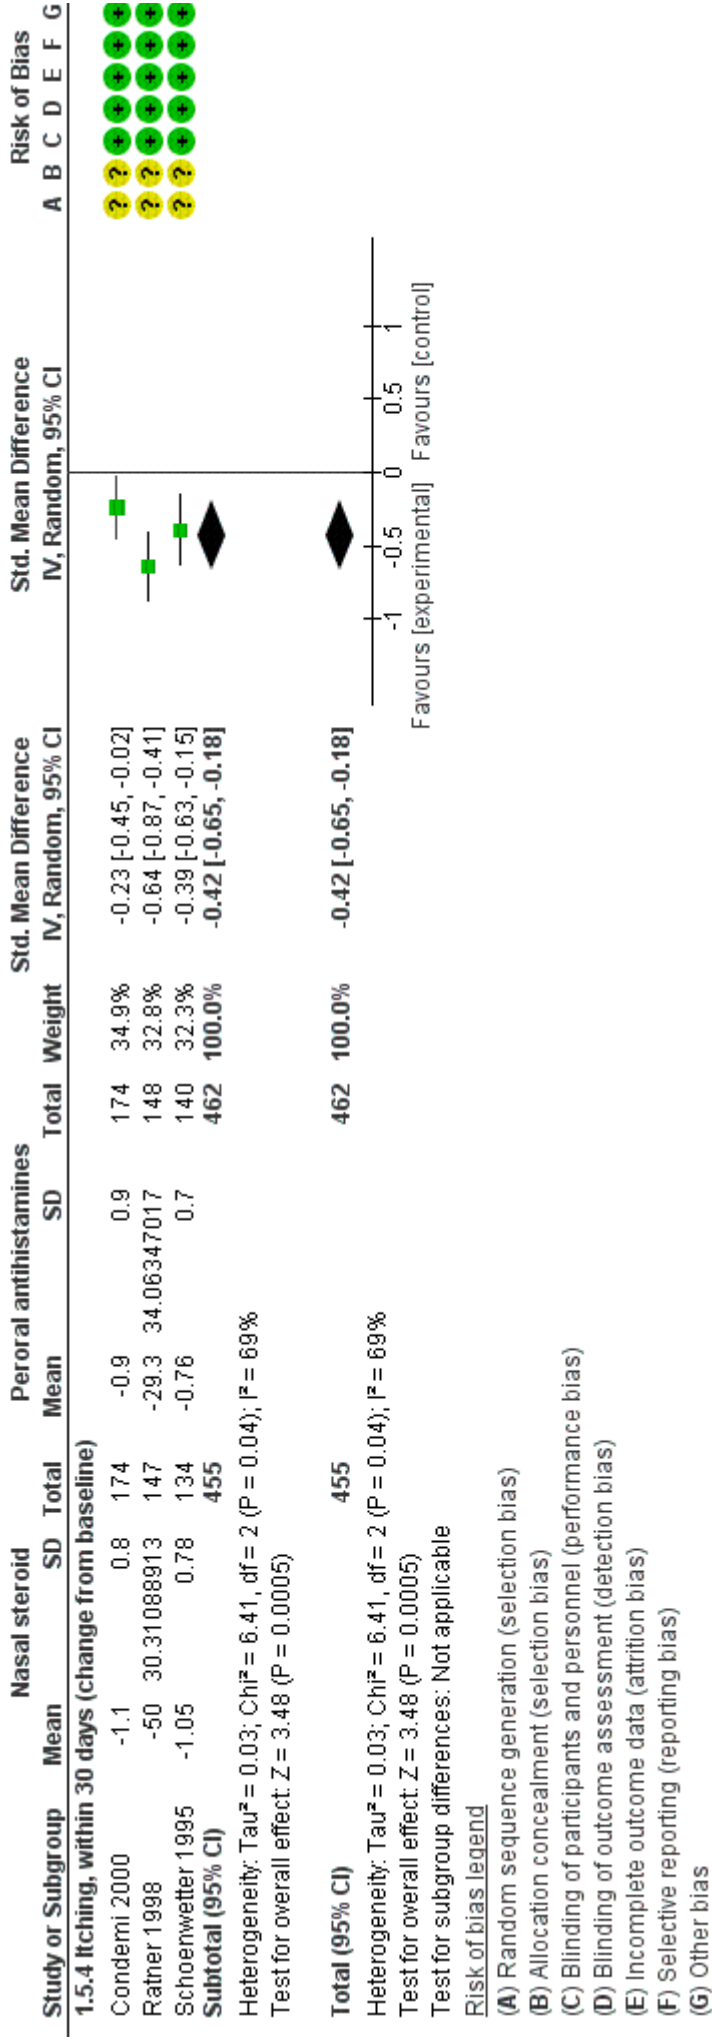 Nasal steroid Peroral antihistamines Std. Mean Difference Std. Mean Difference Risk of Bias
Study or Subgroup Mean SD Total Mean SD Total Weight IV, Random, 95% CI IV, Random, 95% CI A B C D E F G
1.5.4 Itching, within 30 days (change from baseline)
Condemi 2000 -1.1 0.8 174 -0.9 0.9 174 34.9% -0.23 [-0.45, -0.02] ? ? + + + + +
Ratner 1998 -50 30.31088913 147 -29.3 34.06347017 148 32.8% -0.64 [-0.87, -0.41] ? ? + + + + +
Schoenwetter 1995 -1.05 0.78 134 -0.76 0.7 140 32.3% -0.39 [-0.63, -0.15] ? ? + + + + +
Subtotal (95% CI) 455 462 100.0% -0.42 [-0.65, -0.18]
Heterogeneity: Tau² = 0.03; Chi² = 6.41, df = 2 (P = 0.04); I² = 69%
Test for overall effect: Z = 3.48 (P = 0.0005)
Total (95% CI) 455 462 100.0% -0.42 [-0.65, -0.18]
Heterogeneity: Tau² = 0.03; Chi² = 6.41, df = 2 (P = 0.04); I² = 69%
Test for overall effect: Z = 3.48 (P = 0.0005)
Test for subgroup differences: Not applicable
-1 -0.5 0 0.5 1
Favours [experimental] Favours [control]
Risk of bias legend
(A) Random sequence generation (selection bias)
(B) Allocation concealment (selection bias)
(C) Blinding of participants and personnel (performance bias)
(D) Blinding of outcome assessment (detection bias)
(E) Incomplete outcome data (attrition bias)
(F) Selective reporting (reporting bias)
(G) Other bias